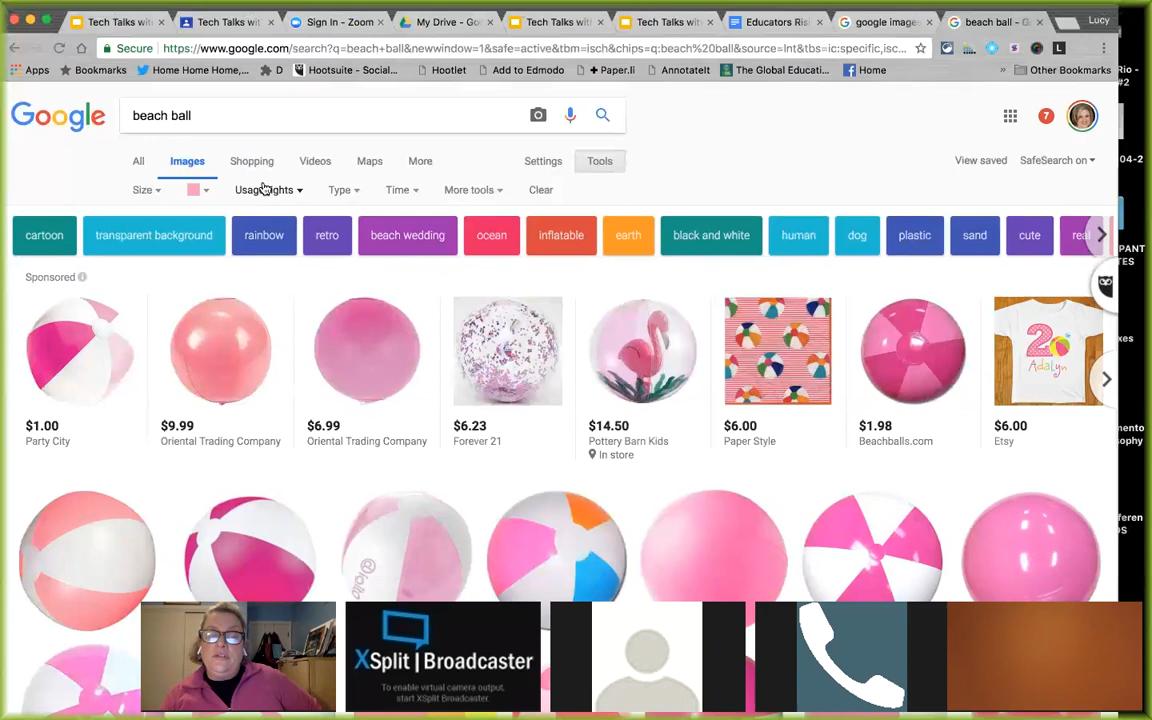 Tech Talks wit
Tech Talks wit
Sign In - Zoom
My Drive - Go
Tech Talks wit
Tech Talks wit
Educators Ris
google image
beach ball - G
Lucy
Secure
https://www.google.com/search?q=beach+ball&newwindow=1&safe=active&tbm=isch&chips=q:beach%20ball&source=lnt&tbs=ic:specific,isc...
Apps
Bookmarks
Home Home Home,...
D
Hootsuite - Social...
Hootlet
Add to Edmodo
+ Paper.li
AnnotateIt
The Global Educati...
Home
»
Other Bookmarks
Google
beach ball
7
All
Images
Shopping
Videos
Maps
More
Settings
Tools
View saved
SafeSearch on
Size
Usage rights
Type
Time
More tools
Clear
cartoon
transparent background
rainbow
retro
beach wedding
ocean
inflatable
earth
black and white
human
dog
plastic
sand
cute
real
Sponsored
2
Adalyn
$1.00
Party City
$9.99
Oriental Trading Company
$6.99
Oriental Trading Company
$6.23
Forever 21
$14.50
Pottery Barn Kids
In store
$6.00
Paper Style
$1.98
Beachballs.com
$6.00
Etsy
XSplit | Broadcaster
To enable virtual camera output,
start XSplit Broadcaster.